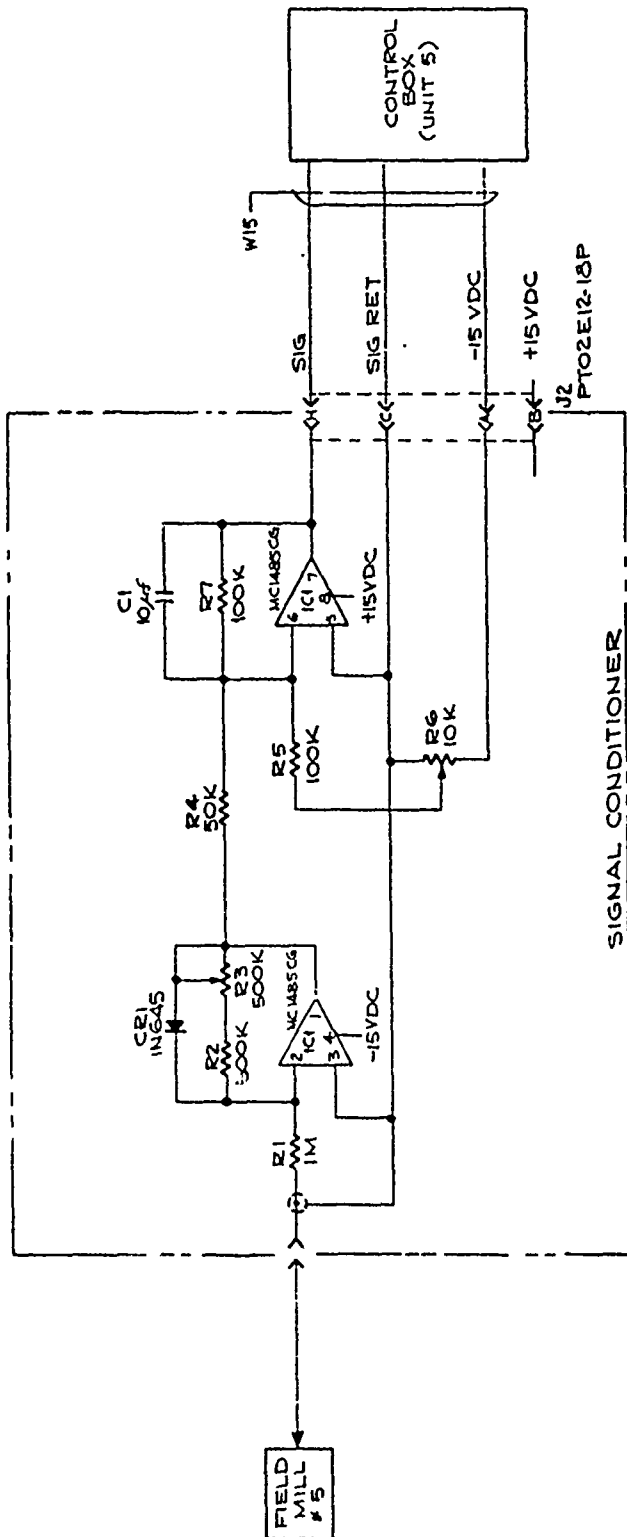 FIELD
MILL
#5
R1
1M
CR1
1N645
R2
R3
500K
2
3
IC1
1
4
MC1485CG
-15VDC
R4
50K
C1
10µf
R7
100K
MC1485CG
6
5
IC1
7
8
+15VDC
R5
100K
R6
10K
H
C
A
B
SIG
SIG RET
-15 VDC
+15VDC
J2
PT02E12-18P
W15
CONTROL
BOX
(UNIT 5)
SIGNAL CONDITIONER